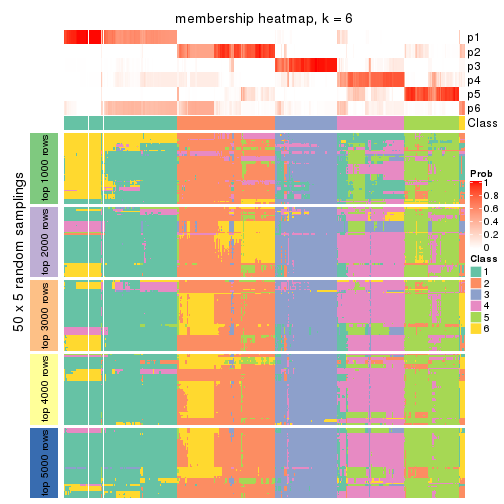 membership heatmap, k = 6
p1
p2
p3
p4
p5
p6
Class
50 x 5 random samplings
top 1000 rows
top 2000 rows
top 3000 rows
top 4000 rows
top 5000 rows
Prob
1
0.8
0.6
0.4
0.2
0
Class
1
2
3
4
5
6